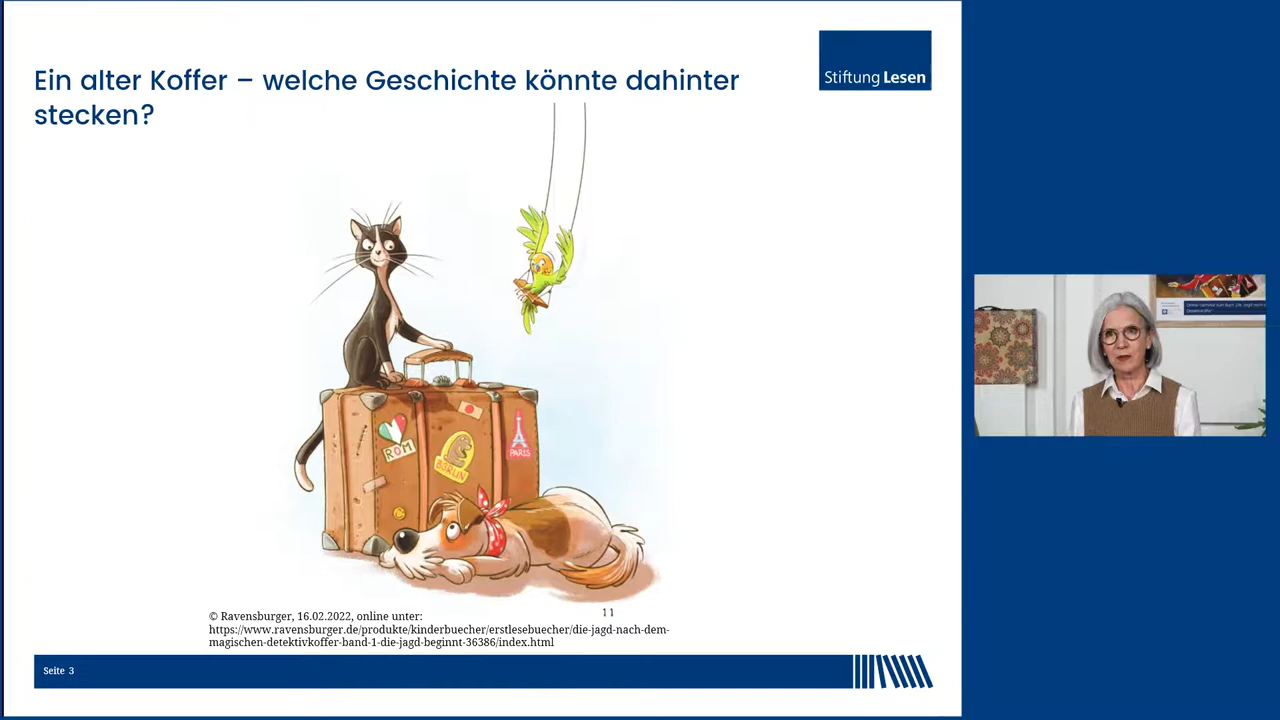 Ein alter Koffer – welche Geschichte könnte dahinter
stecken?
Stiftung Lesen
ROM
BERLIN
PARIS
11
© Ravensburger, 16.02.2022, online unter:
https://www.ravensburger.de/produkte/kinderbuecher/erstlesebuecher/die-jagd-nach-dem-
magischen-detektivkoffer-band-1-die-jagd-beginnt-36386/index.html
Seite 3